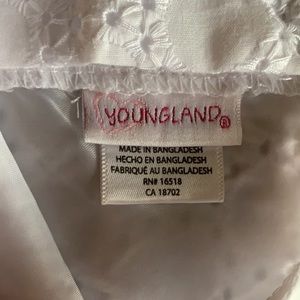 YOUNGLAND®
MADE IN BANGLADESH
HECHO EN BANGLADESH
FABRIQUÉ AU BANGLADESH
RN# 16518
CA 18702